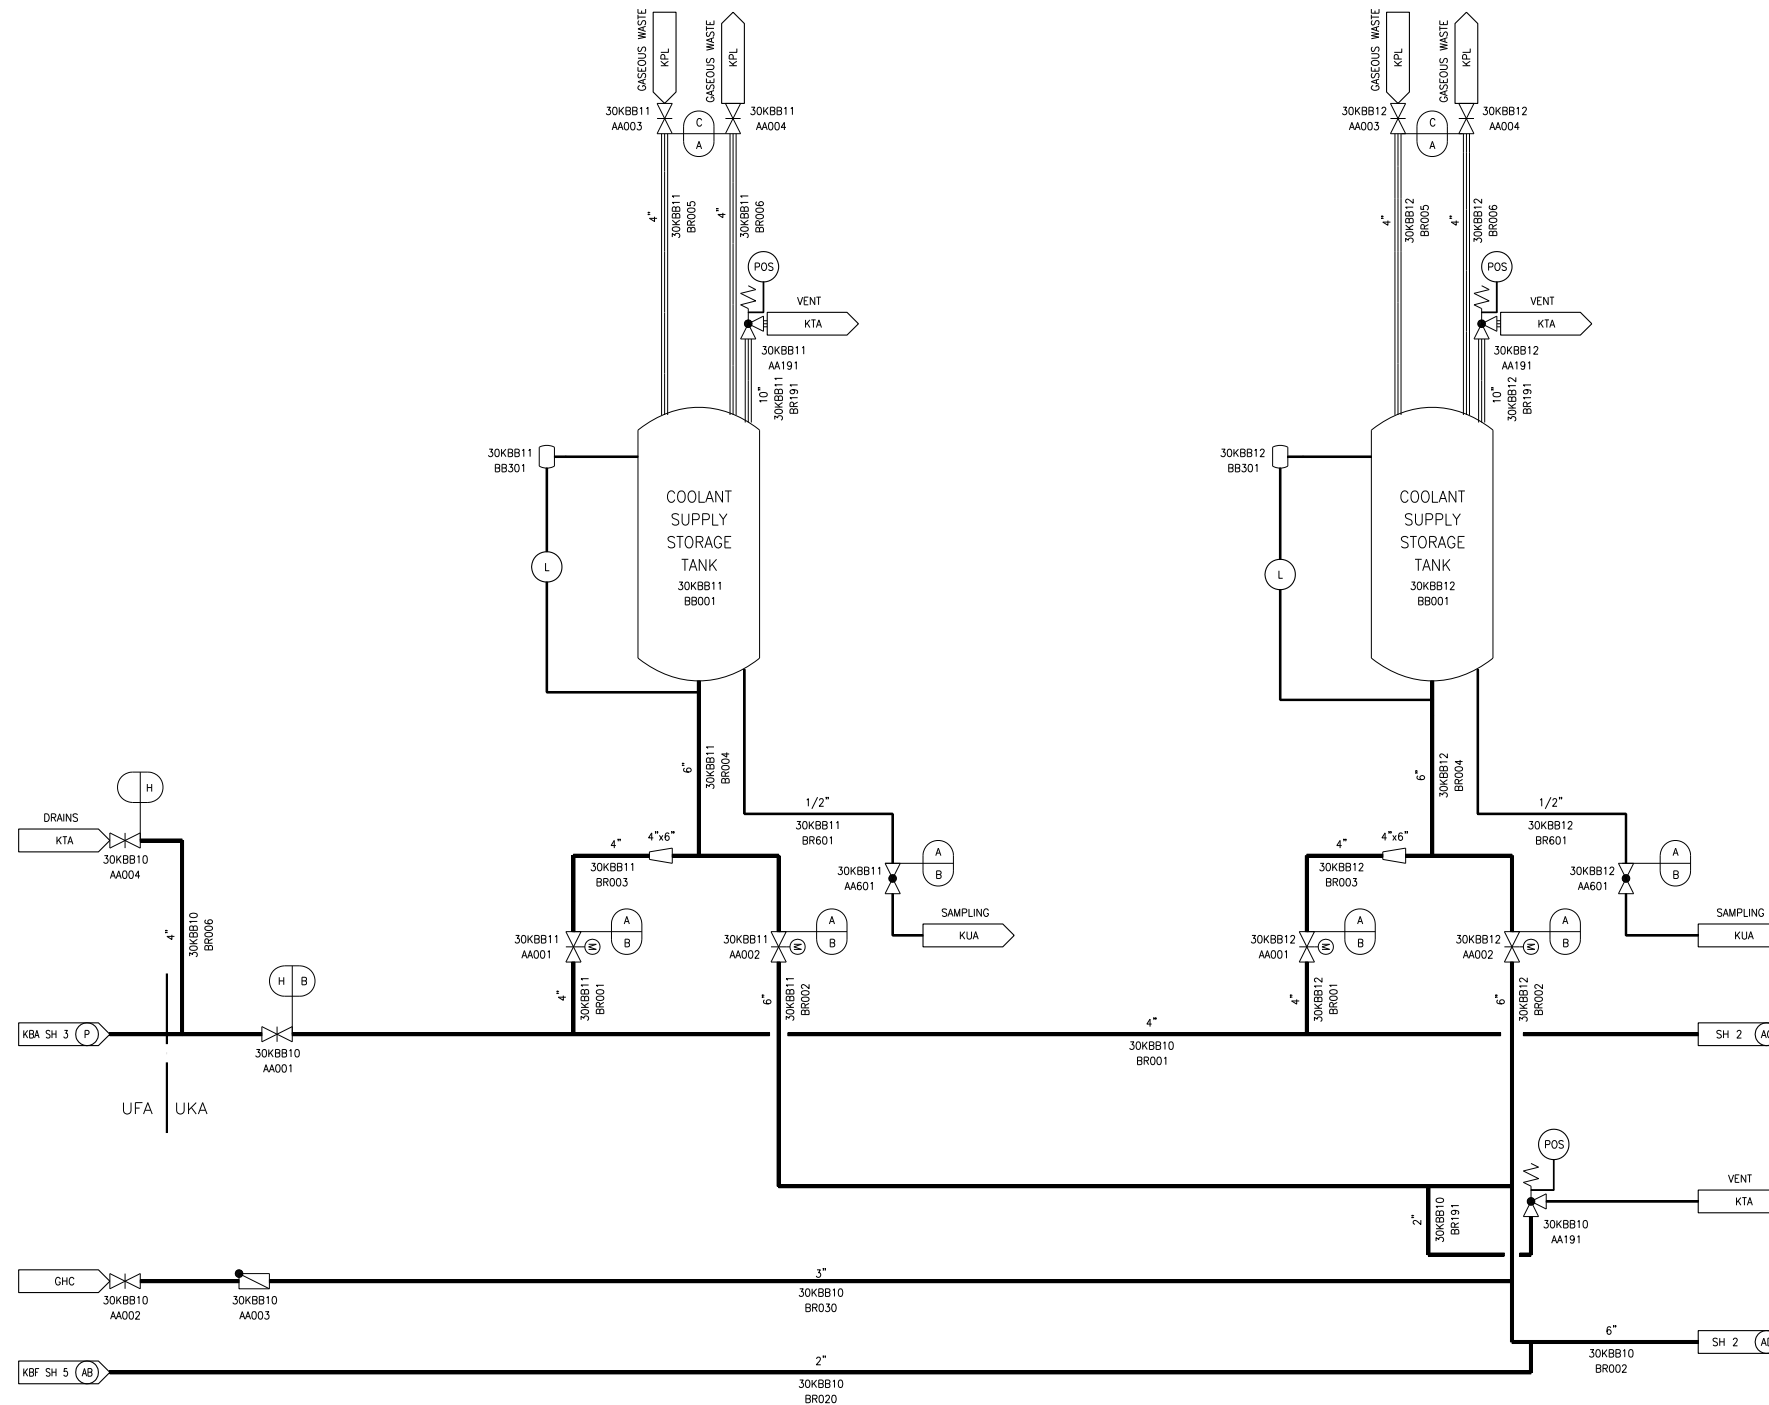 GASEOUS WASTE
KPL
GASEOUS WASTE
KPL
30KBB11
AA003
C
A
30KBB11
AA004
4"
30KBB11
BR005
4"
30KBB11
BR006
POS
VENT
KTA
30KBB11
AA191
10"
30KBB11
BR191
30KBB11
BB301
L
COOLANT
SUPPLY
STORAGE
TANK
30KBB11
BB001
GASEOUS WASTE
KPL
GASEOUS WASTE
KPL
30KBB12
AA003
C
A
30KBB12
AA004
4"
30KBB12
BR005
4"
30KBB12
BR006
POS
VENT
KTA
30KBB12
AA191
10"
30KBB12
BR191
30KBB12
BB301
L
COOLANT
SUPPLY
STORAGE
TANK
30KBB12
BB001
6"
30KBB11
BR004
1/2"
30KBB11
BR601
4"
4"x6"
30KBB11
BR003
30KBB11
AA601
A
B
SAMPLING
KUA
30KBB11
AA001
M
A
B
30KBB11
AA002
M
A
B
4"
30KBB11
BR001
6"
30KBB11
BR002
6"
30KBB12
BR004
1/2"
30KBB12
BR601
4"
4"x6"
30KBB12
BR003
30KBB12
AA601
A
B
SAMPLING
KUA
30KBB12
AA001
M
A
B
30KBB12
AA002
M
A
B
4"
30KBB12
BR001
6"
30KBB12
BR002
H
DRAINS
KTA
30KBB10
AA004
4"
30KBB10
BR006
H B
KBA SH 3 P
30KBB10
AA001
4"
30KBB10
BR001
SH 2
UFA UKA
POS
VENT
KTA
2"
30KBB10
BR191
30KBB10
AA191
GHC
30KBB10
AA002
30KBB10
AA003
3"
30KBB10
BR030
6"
30KBB10
BR002
SH 2
KBF SH 5 AB
2"
30KBB10
BR020